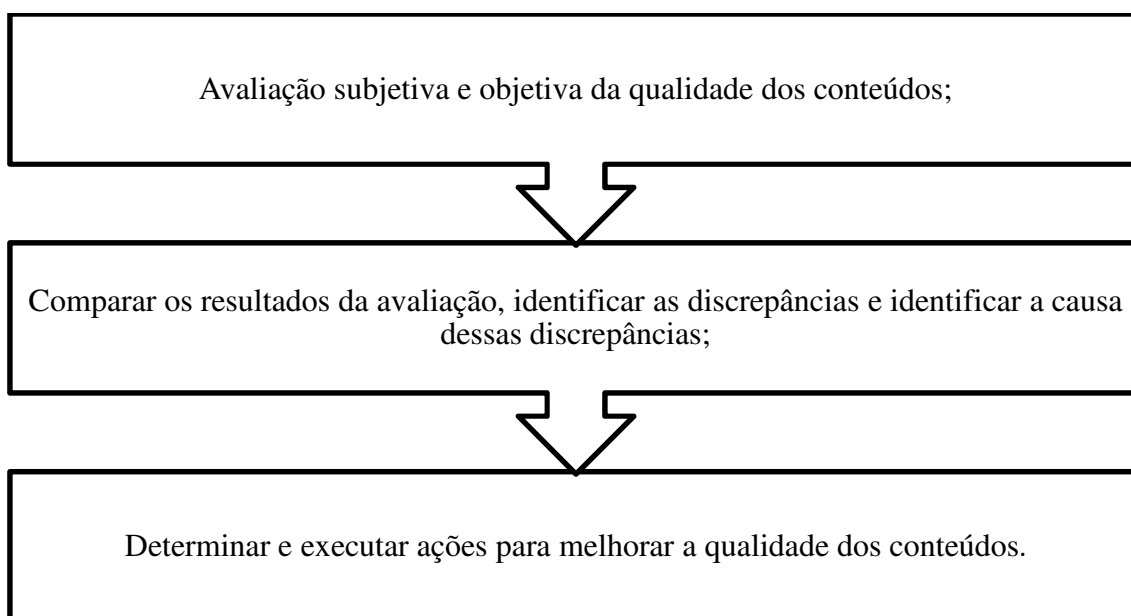 Avaliação subjetiva e objetiva da qualidade dos conteúdos;
Comparar os resultados da avaliação, identificar as discrepâncias e identificar a causa
dessas discrepâncias;
Determinar e executar ações para melhorar a qualidade dos conteúdos.